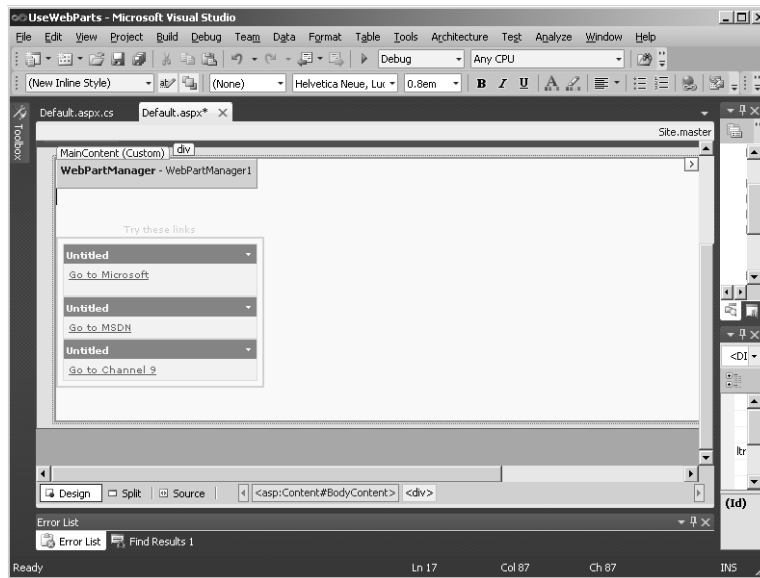 UseWebParts - Microsoft Visual Studio
File Edit View Project Build Debug Team Data Format Table Tools Architecture Test Analyze Window Help
Debug Any CPU
(New Inline Style) (None) Helvetica Neue, Luc 0.8em B I U A
Default.aspx.cs Default.aspx* X
Toolbox
Site.master
MainContent (Custom) div
WebPartManager - WebPartManager1
Try these links
Untitled
Go to Microsoft
Untitled
Go to MSDN
Untitled
Go to Channel 9
<DI
ltr
(Id)
Design Split Source <asp:Content#BodyContent> <div>
Error List
Error List Find Results 1
Ready Ln 17 Col 87 Ch 87 INS